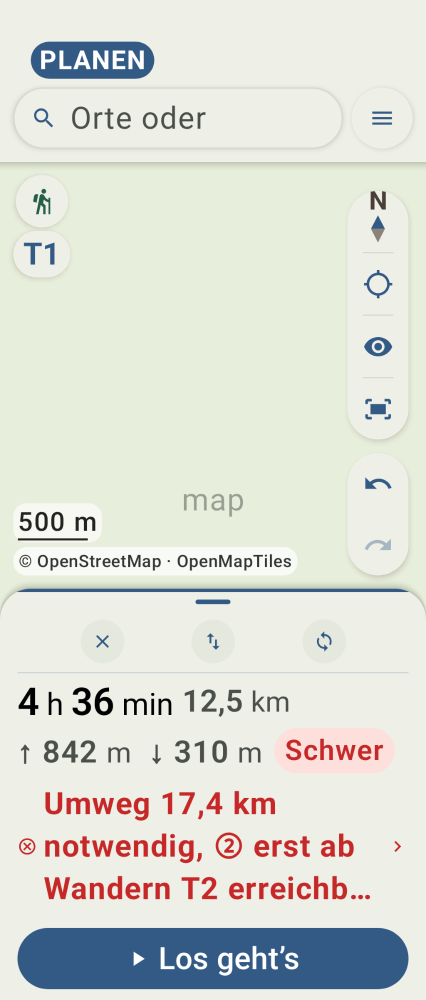 PLANEN
Orte oder
T1
N
map
500 m
© OpenStreetMap · OpenMapTiles
4 h 36 min 12,5 km
↑ 842 m ↓ 310 m Schwer
Umweg 17,4 km
notwendig, ② erst ab
Wandern T2 erreichb…
Los geht’s